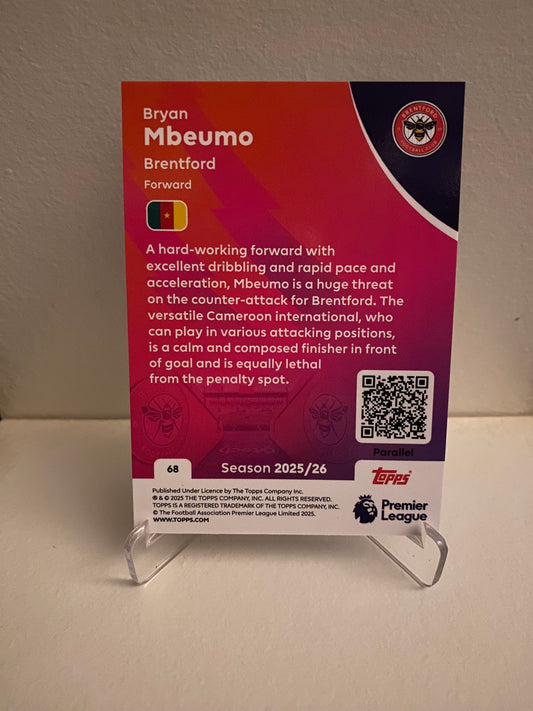 Bryan
Mbeumo
Brentford
Forward
BRENTFORD
FOOTBALL CLUB
A hard-working forward with
excellent dribbling and rapid pace and
acceleration, Mbeumo is a huge threat
on the counter-attack for Brentford. The
versatile Cameroon international, who
can play in various attacking positions,
is a calm and composed finisher in front
of goal and is equally lethal
from the penalty spot.
Parallel
68
Season 2025/26
Topps
Published Under Licence by The Topps Company Inc.
® & © 2025 THE TOPPS COMPANY, INC. ALL RIGHTS RESERVED.
TOPPS IS A REGISTERED TRADEMARK OF THE TOPPS COMPANY, INC.
© The Football Association Premier League Limited 2025.
WWW.TOPPS.COM
Premier
League